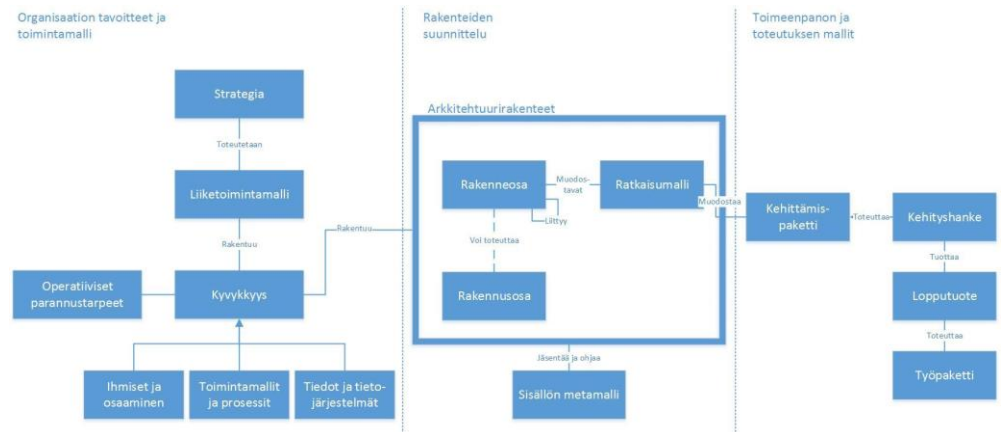 Organisaation tavoitteet ja
toimintamalli
Strategia
Toteutetaan
Liiketoimintamalli
Rakentuu
Operatiiviset
parannustarpeet
Kyvykkyys
Ihmiset ja
osaaminen
Toimintamallit
ja prosessit
Tiedot ja tieto-
järjestelmät
Rakentuu
Rakenteiden
suunnittelu
Arkkitehtuurirakenteet
Rakenneosa
Muodos-
tavat
Ratkaisumalli
Liittyy
Voi toteuttaa
Rakennusosa
Jäsentää ja ohjaa
Sisällön metamalli
Muodostaa
Toimeenpanon ja
toteutuksen mallit
Kehittämis-
paketti
Toteuttaa
Kehityshanke
Tuottaa
Lopputuote
Toteuttaa
Työpaketti